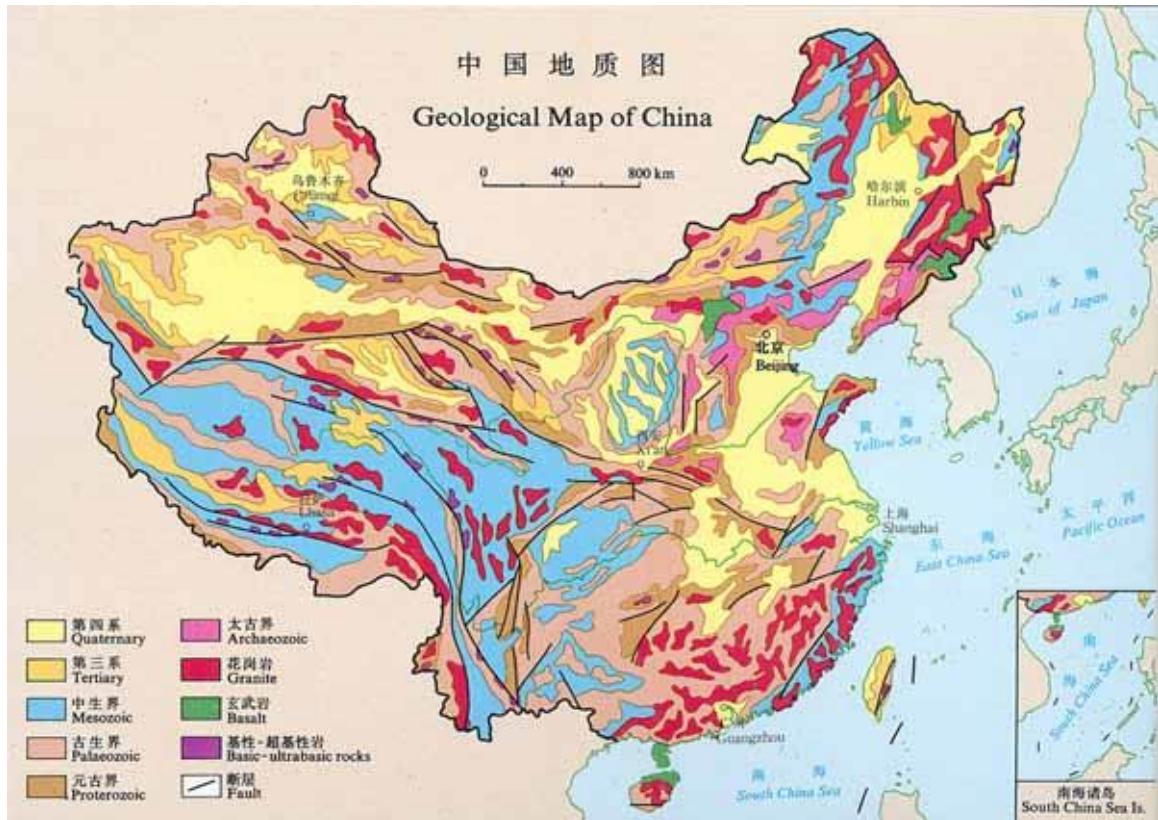 中国地质图
Geological Map of China
0 400 800 km
乌鲁木齐
Ürümqi
哈尔滨
Harbin
日本海
Sea of Japan
北京
Beijing
黄海
Yellow Sea
西安
Xi'an
太平洋
Pacific Ocean
上海
Shanghai
东海
East China Sea
拉萨
Lhasa
Guangzhou
南海
South China Sea
第四系
Quaternary
第三系
Tertiary
中生界
Mesozoic
古生界
Palaeozoic
元古界
Proterozoic
太古界
Archaeozoic
花岗岩
Granite
玄武岩
Basalt
基性-超基性岩
Basic-ultrabasic rocks
断层
Fault
南海
South China Sea
南海诸岛
South China Sea Is.